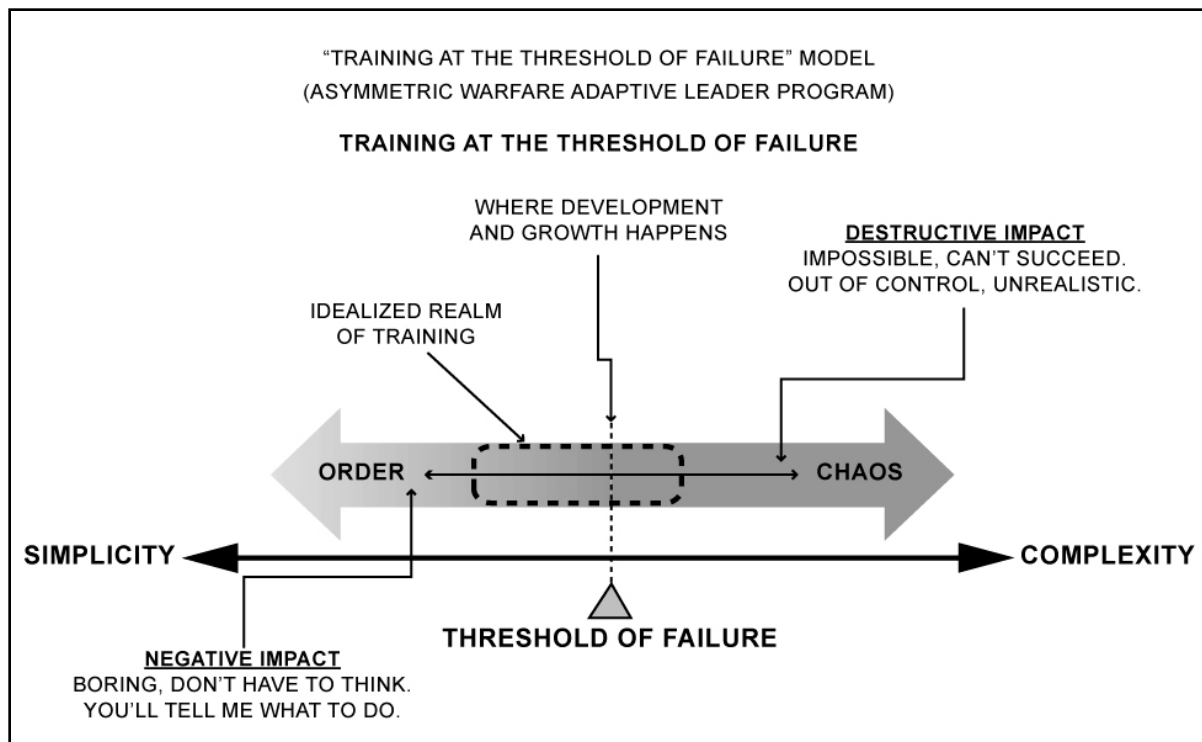 “TRAINING AT THE THRESHOLD OF FAILURE” MODEL
(ASYMMETRIC WARFARE ADAPTIVE LEADER PROGRAM)
TRAINING AT THE THRESHOLD OF FAILURE
WHERE DEVELOPMENT
AND GROWTH HAPPENS
DESTRUCTIVE IMPACT
IMPOSSIBLE, CAN’T SUCCEED.
OUT OF CONTROL, UNREALISTIC.
IDEALIZED REALM
OF TRAINING
ORDER
CHAOS
SIMPLICITY
COMPLEXITY
THRESHOLD OF FAILURE
NEGATIVE IMPACT
BORING, DON’T HAVE TO THINK.
YOU’LL TELL ME WHAT TO DO.